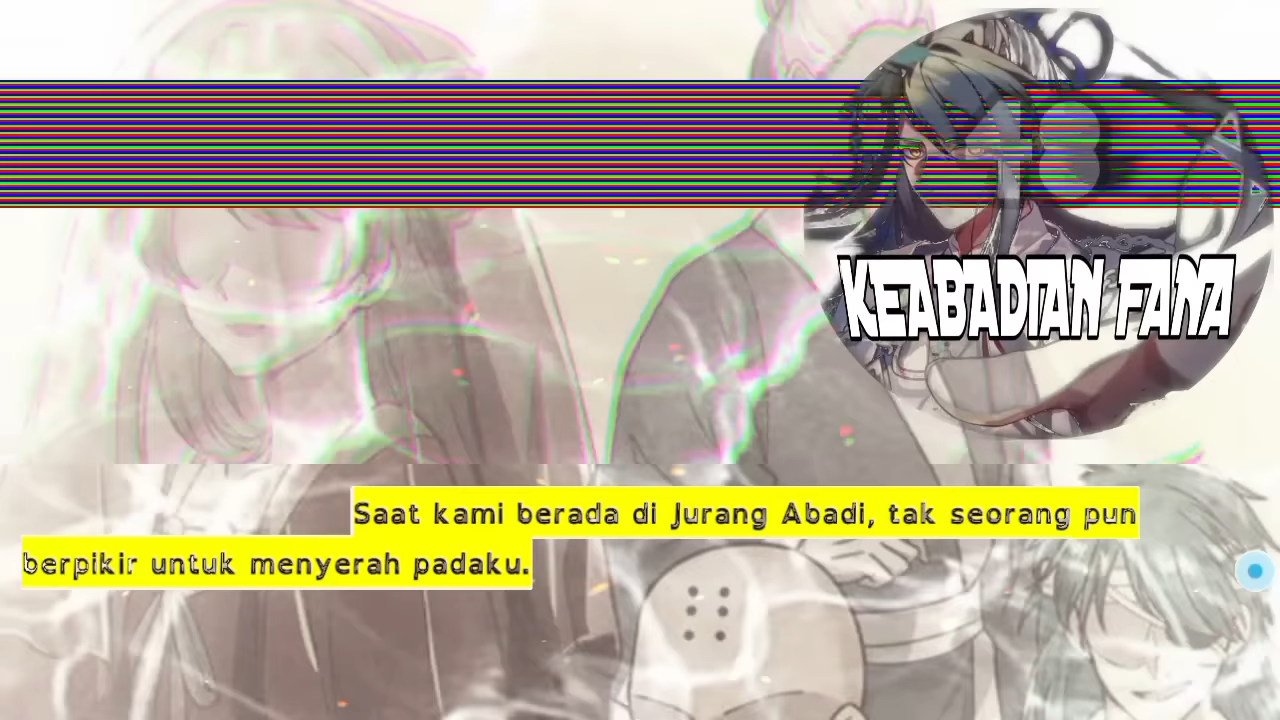 KEABADIAN FANA
Saat kami berada di Jurang Abadi, tak seorang pun
berpikir untuk menyerah padaku.